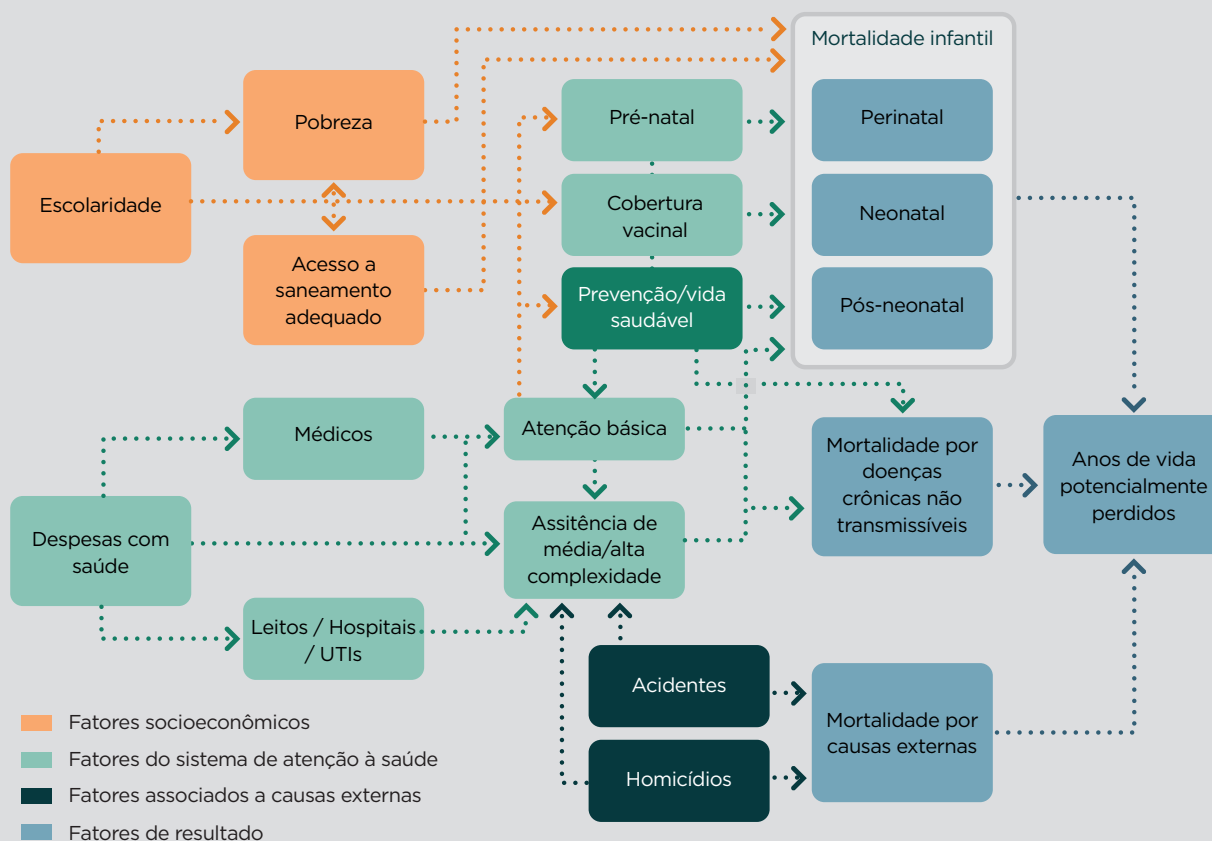 Mortalidade infantil
Pobreza
Pré-natal
Perinatal
Escolaridade
Cobertura
vacinal
Neonatal
Acesso a
saneamento
adequado
Prevenção/vida
saudável
Pós-neonatal
Médicos
Atenção básica
Mortalidade por
doenças
crônicas não
transmissíveis
Anos de vida
potencialmente
perdidos
Despesas com
saúde
Assitência de
média/alta
complexidade
Leitos / Hospitais
/ UTIs
Acidentes
Mortalidade por
causas externas
Homicídios
Fatores socioeconômicos
Fatores do sistema de atenção à saúde
Fatores associados a causas externas
Fatores de resultado